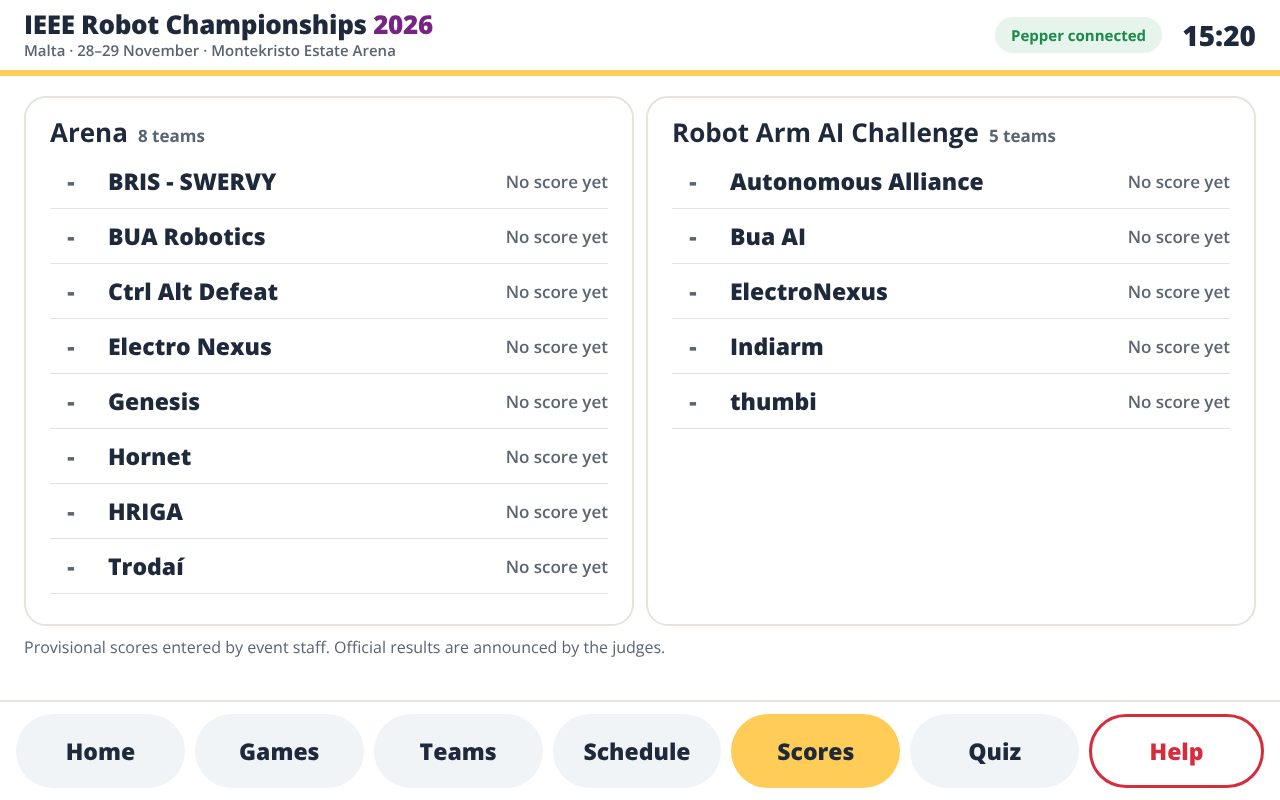 IEEE Robot Championships 2026
Malta · 28–29 November · Montekristo Estate Arena
Pepper connected
15:20
Arena 8 teams
- BRIS - SWERVY No score yet
- BUA Robotics No score yet
- Ctrl Alt Defeat No score yet
- Electro Nexus No score yet
- Genesis No score yet
- Hornet No score yet
- HRIGA No score yet
- Trodaí No score yet
Robot Arm AI Challenge 5 teams
- Autonomous Alliance No score yet
- Bua AI No score yet
- ElectroNexus No score yet
- Indiarm No score yet
- thumbi No score yet
Provisional scores entered by event staff. Official results are announced by the judges.
Home Games Teams Schedule Scores Quiz Help